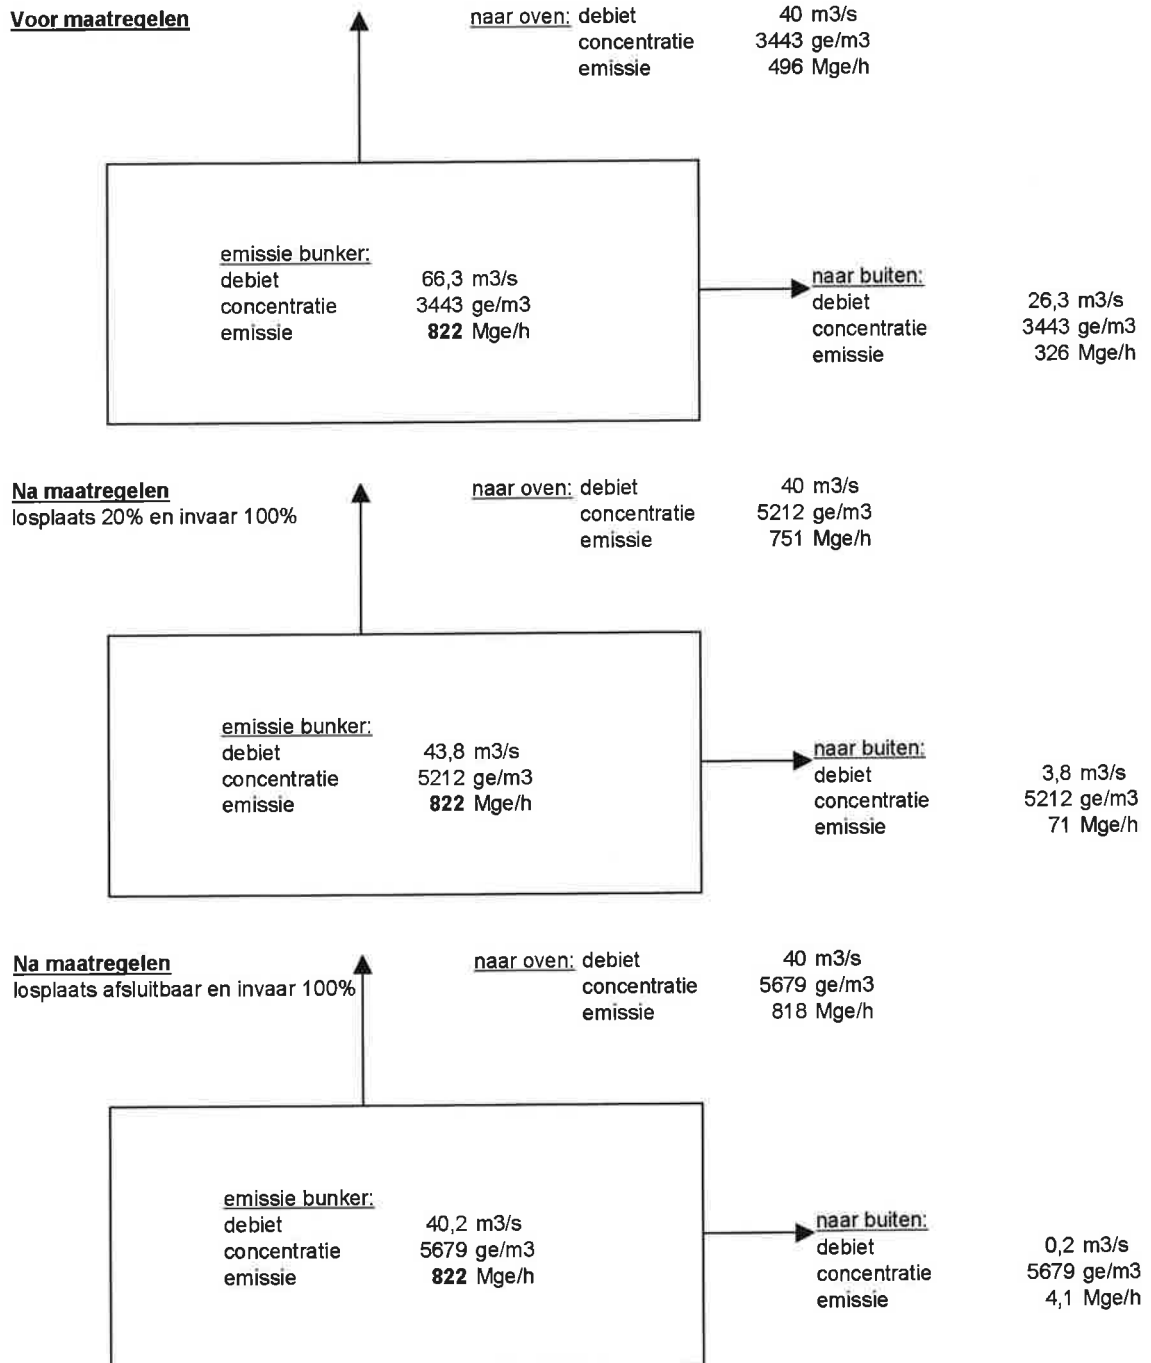 Voor maatregelen
naar oven: debiet 40 m3/s
concentratie 3443 ge/m3
emissie 496 Mge/h
emissie bunker:
debiet 66,3 m3/s
concentratie 3443 ge/m3
emissie 822 Mge/h
naar buiten:
debiet 26,3 m3/s
concentratie 3443 ge/m3
emissie 326 Mge/h
Na maatregelen
losplaats 20% en invaar 100%
naar oven: debiet 40 m3/s
concentratie 5212 ge/m3
emissie 751 Mge/h
emissie bunker:
debiet 43,8 m3/s
concentratie 5212 ge/m3
emissie 822 Mge/h
naar buiten:
debiet 3,8 m3/s
concentratie 5212 ge/m3
emissie 71 Mge/h
Na maatregelen
losplaats afsluitbaar en invaar 100%
naar oven: debiet 40 m3/s
concentratie 5679 ge/m3
emissie 818 Mge/h
emissie bunker:
debiet 40,2 m3/s
concentratie 5679 ge/m3
emissie 822 Mge/h
naar buiten:
debiet 0,2 m3/s
concentratie 5679 ge/m3
emissie 4,1 Mge/h